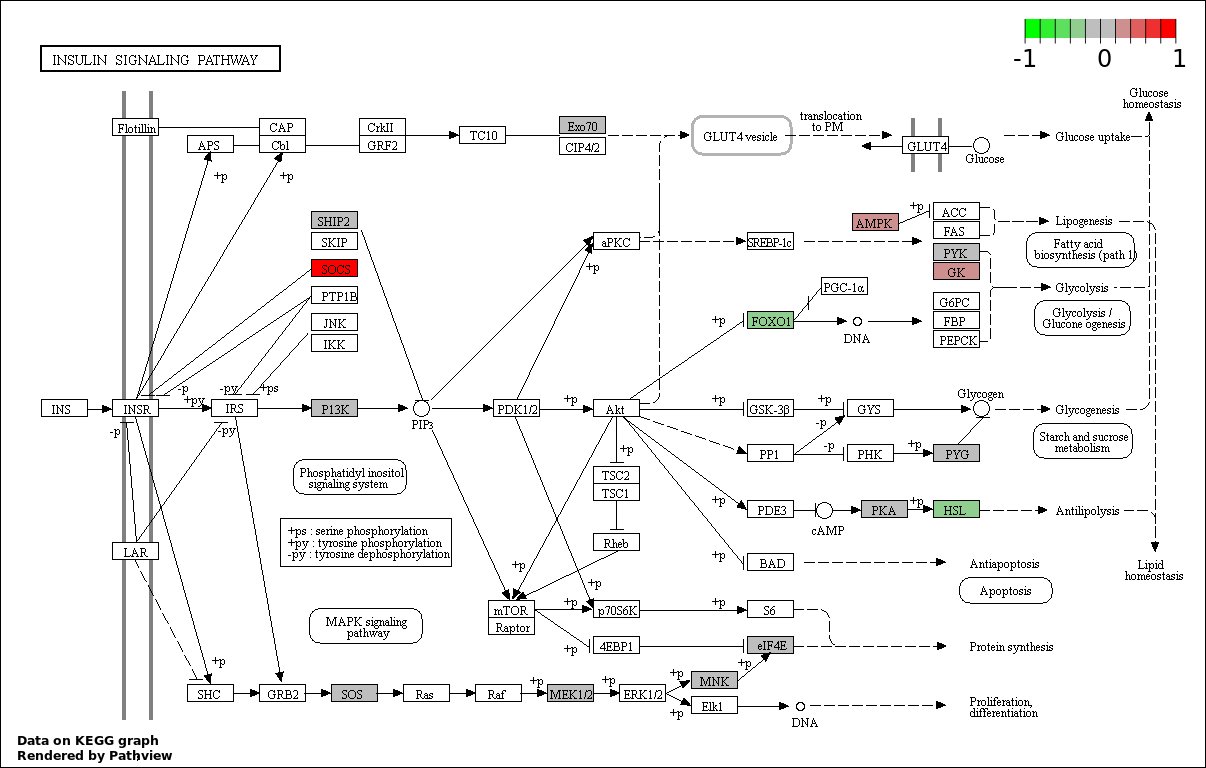 INSULIN SIGNALING PATHWAY
-1 0 1
Glucose
homeostasis
Flotillin
CAP
Cbl
APS
CrkII
GRF2
TC10
Exo70
CIP4/2
GLUT4 vesicle
translocation
to PM
GLUT4
Glucose
Glucose uptake
+p
+p
SHIP2
SKIP
SOCS
PTP1B
JNK
IKK
aPKC
+p
SREBP-1c
AMPK
+p
ACC
FAS
PYK
GK
G6PC
FBP
PEPCK
Lipogenesis
Fatty acid
biosynthesis (path 1)
Glycolysis
Glycolysis /
Glucone ogenesis
PGC-1α
+p
FOXO1
DNA
INS
INSR
-p
+py
IRS
-py
+ps
P13K
PIP3
PDK1/2
+p
Akt
+p
GSK-3β
+p
GYS
Glycogen
Glycogenesis
-p
-py
-p
-p
PP1
PHK
+p
PYG
Starch and sucrose
metabolism
Phosphatidyl inositol
signaling system
+p
TSC2
TSC1
+p
PDE3
cAMP
PKA
+p
HSL
Antilipolysis
+ps : serine phosphorylation
+py : tyrosine phosphorylation
-py : tyrosine dephosphorylation
LAR
Rheb
+p
+p
BAD
Antiapoptosis
Apoptosis
Lipid
homeostasis
+p
mTOR
Raptor
+p
+p
p70S6K
+p
S6
4EBP1
eIF4E
Protein synthesis
MAPK signaling
pathway
+p
SHC
GRB2
SOS
Ras
Raf
+p
MEK1/2
+p
ERK1/2
+p
+p
MNK
+p
Elk1
DNA
Proliferation,
differentiation
Data on KEGG graph
Rendered by Pathview